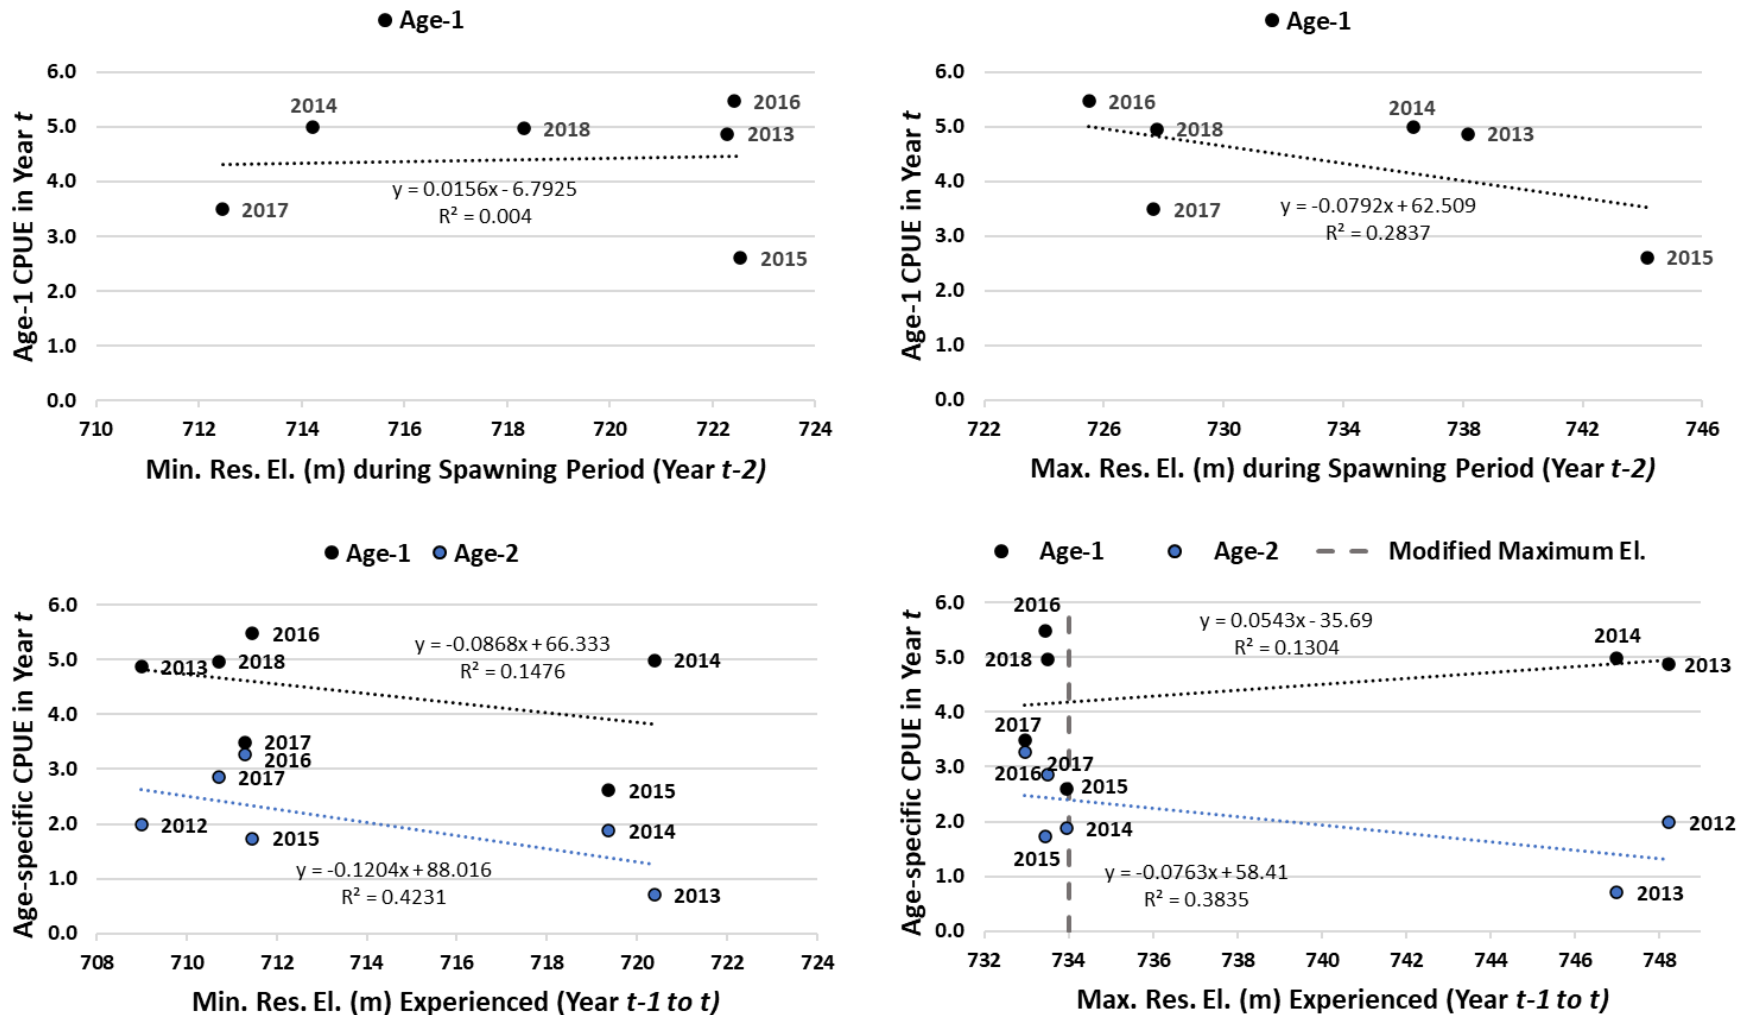 Age-1
Age-1 CPUE in Year t
6.0
5.0
4.0
3.0
2.0
1.0
0.0
2014
2016
2018
2013
2017
2015
y = 0.0156x - 6.7925
R² = 0.004
710 712 714 716 718 720 722 724
Min. Res. El. (m) during Spawning Period (Year t-2)
Age-1
Age-1 CPUE in Year t
6.0
5.0
4.0
3.0
2.0
1.0
0.0
2016
2018
2014
2013
2017
2015
y = -0.0792x + 62.509
R² = 0.2837
722 726 730 734 738 742 746
Max. Res. El. (m) during Spawning Period (Year t-2)
Age-1 Age-2
Age-specific CPUE in Year t
6.0
5.0
4.0
3.0
2.0
1.0
0.0
2016
2013
2018
2014
y = -0.0868x + 66.333
R² = 0.1476
2017
2016
2017
2015
2012
2015
2014
2013
y = -0.1204x + 88.016
R² = 0.4231
708 710 712 714 716 718 720 722 724
Min. Res. El. (m) Experienced (Year t-1 to t)
Age-1 Age-2 Modified Maximum El.
Age-specific CPUE in Year t
6.0
5.0
4.0
3.0
2.0
1.0
0.0
2016
y = 0.0543x - 35.69
R² = 0.1304
2014
2018
2013
2017
2016
2017
2015
2014
2012
2015
y = -0.0763x + 58.41
R² = 0.3835
2013
732 734 736 738 740 742 744 746 748
Max. Res. El. (m) Experienced (Year t-1 to t)